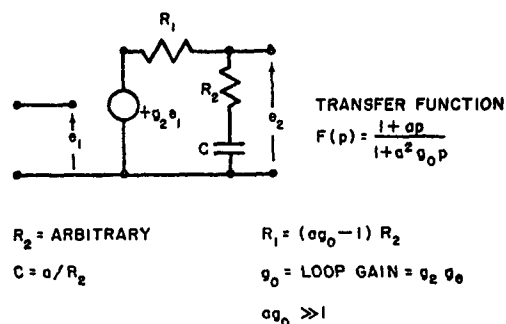 R₁
R₂
+g₂e₁
e₁
e₂
C
TRANSFER FUNCTION
F(p) = (1+ap)/(1+a²g₀p)
R₂ = ARBITRARY
R₁ = (ag₀−1) R₂
C = a/R₂
g₀ = LOOP GAIN = g₂ gₑ
ag₀ ≫ 1